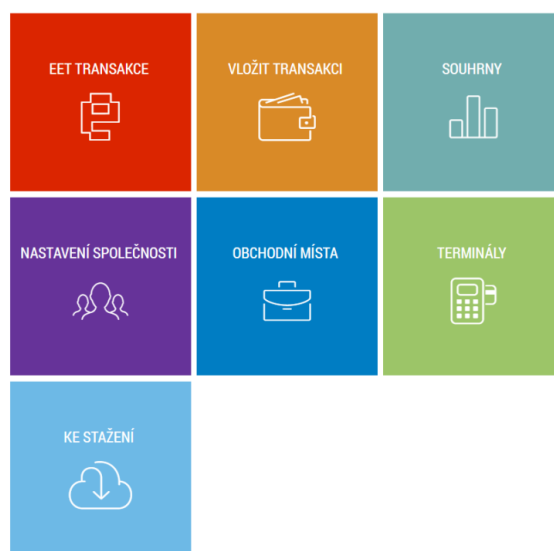 EET TRANSAKCE
VLOŽIT TRANSAKCI
SOUHRNY
NASTAVENÍ SPOLEČNOSTI
OBCHODNÍ MÍSTA
TERMINÁLY
KE STAŽENÍ